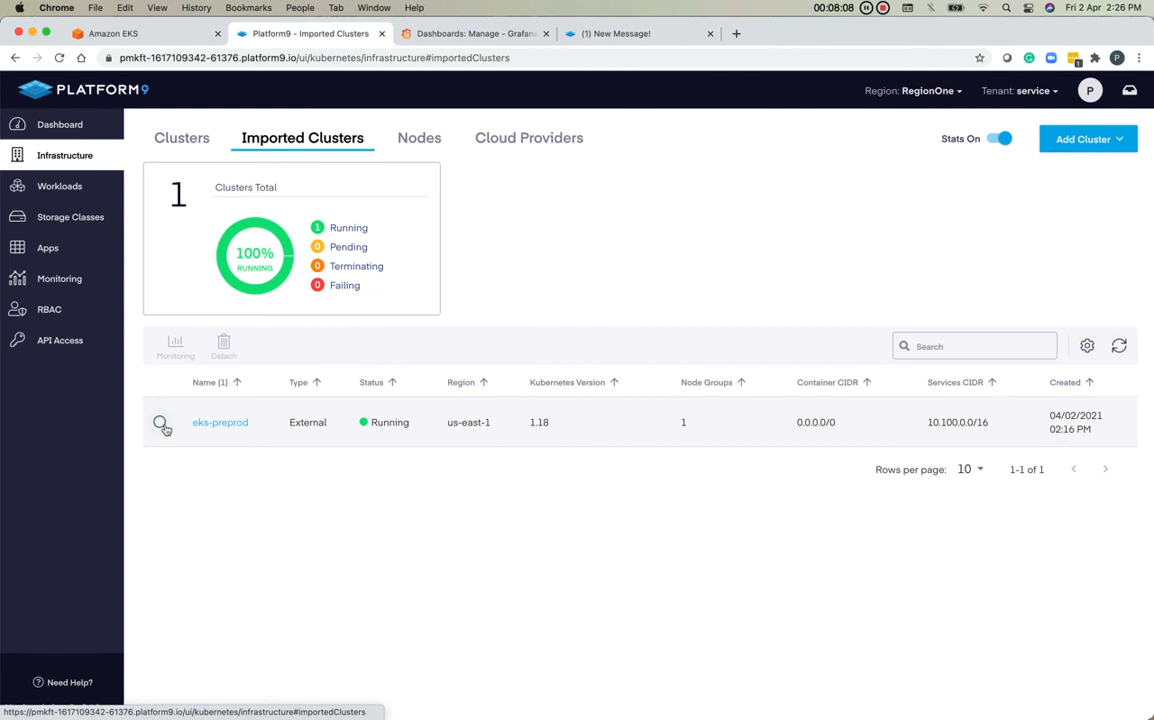 Chrome File Edit View History Bookmarks People Tab Window Help 00:08:08 Fri 2 Apr 2:26 PM
Amazon EKS × Platform9 - Imported Clusters × Dashboards: Manage - Grafana × (1) New Message! × +
pmkft-1617109342-61376.platform9.io/ui/kubernetes/infrastructure#importedClusters 1 P
PLATFORM9 Region: RegionOne Tenant: service P
Dashboard
Infrastructure
Workloads
Storage Classes
Apps
Monitoring
RBAC
API Access
Need Help?
Clusters Imported Clusters Nodes Cloud Providers Stats On Add Cluster
1 Clusters Total
100%
RUNNING
1 Running
0 Pending
0 Terminating
0 Failing
Monitoring Detach Search
Name (1) Type Status Region Kubernetes Version Node Groups Container CIDR Services CIDR Created
eks-preprod External Running us-east-1 1.18 1 0.0.0.0/0 10.100.0.0/16 04/02/2021
02:16 PM
Rows per page: 10 1-1 of 1
https://pmkft-1617109342-61376.platform9.io/ui/kubernetes/infrastructure#importedClusters